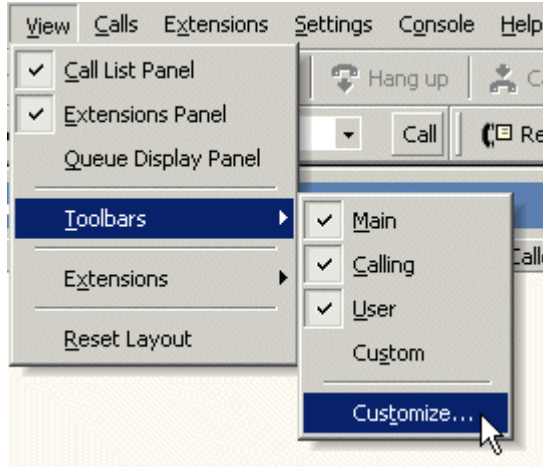 View Calls Extensions Settings Console Help
Call List Panel
Hang up
Extensions Panel
Call
Queue Display Panel
Toolbars
Main
Calling
Extensions
User
Reset Layout
Custom
Customize...